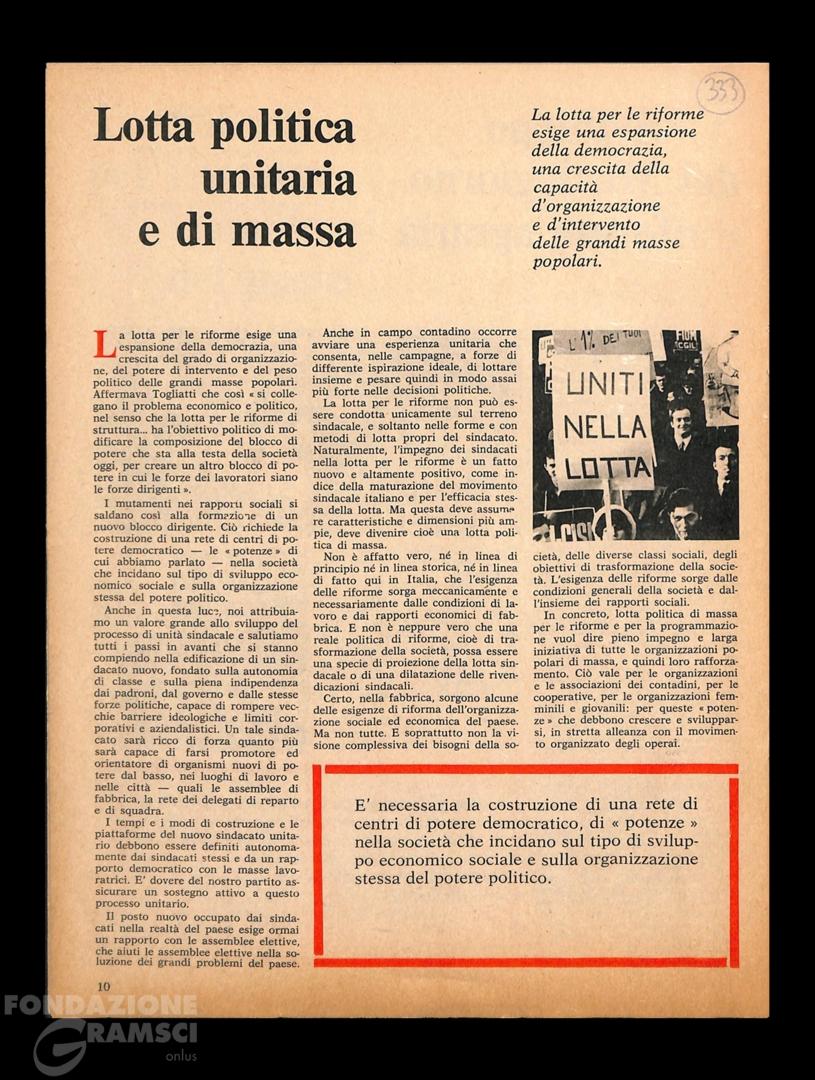 333
Lotta politica
unitaria
e di massa
La lotta per le riforme
esige una espansione
della democrazia,
una crescita della
capacità
d'organizzazione
e d'intervento
delle grandi masse
popolari.
La lotta per le riforme esige una
espansione della democrazia, una
crescita del grado di organizzazio-
ne, del potere di intervento e del peso
politico delle grandi masse popolari.
Affermava Togliatti che così « si colle-
gano il problema economico e politico,
nel senso che la lotta per le riforme di
struttura... ha l'obiettivo politico di mo-
dificare la composizione del blocco di
potere che sta alla testa della società
oggi, per creare un altro blocco di po-
tere in cui le forze dei lavoratori siano
le forze dirigenti ».
I mutamenti nei rapporti sociali si
saldano così alla formazione di un
nuovo blocco dirigente. Ciò richiede la
costruzione di una rete di centri di po-
tere democratico — le « potenze » di
cui abbiamo parlato — nella società
che incidano sul tipo di sviluppo eco-
nomico sociale e sulla organizzazione
stessa del potere politico.
Anche in questa luce, noi attribuia-
mo un valore grande allo sviluppo del
processo di unità sindacale e salutiamo
tutti i passi in avanti che si stanno
compiendo nella edificazione di un sin-
dacato nuovo, fondato sulla autonomia
di classe e sulla piena indipendenza
dai padroni, dal governo e dalle stesse
forze politiche, capace di rompere vec-
chie barriere ideologiche e limiti cor-
porativi e aziendalistici. Un tale sinda-
cato sarà ricco di forza quanto più
sarà capace di farsi promotore ed
orientatore di organismi nuovi di po-
tere dal basso, nei luoghi di lavoro e
nelle città — quali le assemblee di
fabbrica, la rete dei delegati di reparto
e di squadra.
I tempi e i modi di costruzione e le
piattaforme del nuovo sindacato unita-
rio debbono essere definiti autonoma-
mente dai sindacati stessi e da un rap-
porto democratico con le masse lavo-
ratrici. E' dovere del nostro partito as-
sicurare un sostegno attivo a questo
processo unitario.
Il posto nuovo occupato dai sinda-
cati nella realtà del paese esige ormai
un rapporto con le assemblee elettive,
che aiuti le assemblee elettive nella so-
luzione dei grandi problemi del paese.
Anche in campo contadino occorre
avviare una esperienza unitaria che
consenta, nelle campagne, a forze di
differente ispirazione ideale, di lottare
insieme e pesare quindi in modo assai
più forte nelle decisioni politiche.
La lotta per le riforme non può es-
sere condotta unicamente sul terreno
sindacale, e soltanto nelle forme e con
metodi di lotta propri del sindacato.
Naturalmente, l'impegno dei sindacati
nella lotta per le riforme è un fatto
nuovo e altamente positivo, come in-
dice della maturazione del movimento
sindacale italiano e per l'efficacia stes-
sa della lotta. Ma questa deve assume-
re caratteristiche e dimensioni più am-
pie, deve divenire cioè una lotta poli-
tica di massa.
Non è affatto vero, né in linea di
principio né in linea storica, né in linea
di fatto qui in Italia, che l'esigenza
delle riforme sorga meccanicamente e
necessariamente dalle condizioni di la-
voro e dai rapporti economici di fab-
brica. E non è neppure vero che una
reale politica di riforme, cioè di tra-
sformazione della società, possa essere
una specie di proiezione della lotta sin-
dacale o di una dilatazione delle riven-
dicazioni sindacali.
Certo, nella fabbrica, sorgono alcune
delle esigenze di riforma dell'organizza-
zione sociale ed economica del paese.
Ma non tutte. E soprattutto non la vi-
sione complessiva dei bisogni della so-
L'1% DEI TUOI
UNITI
NELLA
LOTTA
FIOM
CGIL
CISL
cietà, delle diverse classi sociali, degli
obiettivi di trasformazione della socie-
tà. L'esigenza delle riforme sorge dalle
condizioni generali della società e dal-
l'insieme dei rapporti sociali.
In concreto, lotta politica di massa
per le riforme e per la programmazio-
ne vuol dire pieno impegno e larga
iniziativa di tutte le organizzazioni po-
polari di massa, e quindi loro rafforza-
mento. Ciò vale per le organizzazioni
e le associazioni dei contadini, per le
cooperative, per le organizzazioni fem-
minili e giovanili: per queste « poten-
ze » che debbono crescere e sviluppar-
si, in stretta alleanza con il movimen-
to organizzato degli operai.
E' necessaria la costruzione di una rete di
centri di potere democratico, di « potenze »
nella società che incidano sul tipo di svilup-
po economico sociale e sulla organizzazione
stessa del potere politico.
10
FONDAZIONE
GRAMSCI
onlus